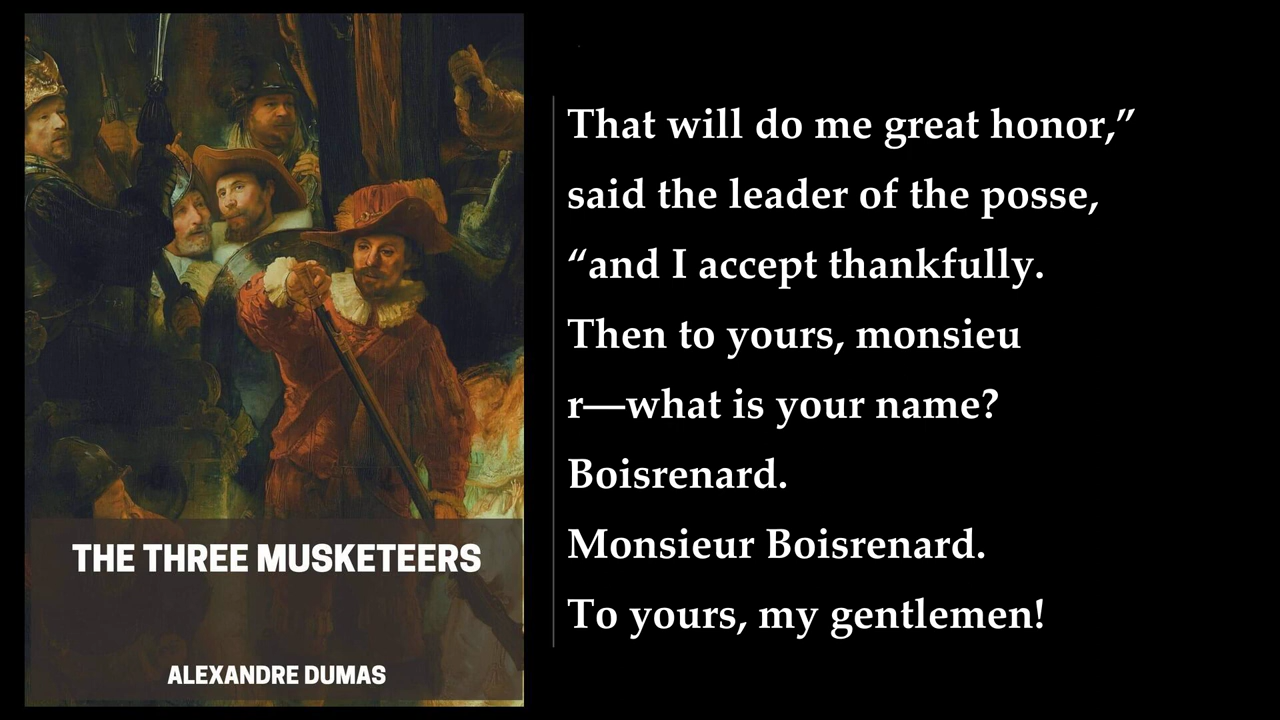 THE THREE MUSKETEERS
ALEXANDRE DUMAS
That will do me great honor,”
said the leader of the posse,
“and I accept thankfully.
Then to yours, monsieu
r—what is your name?
Boisrenard.
Monsieur Boisrenard.
To yours, my gentlemen!